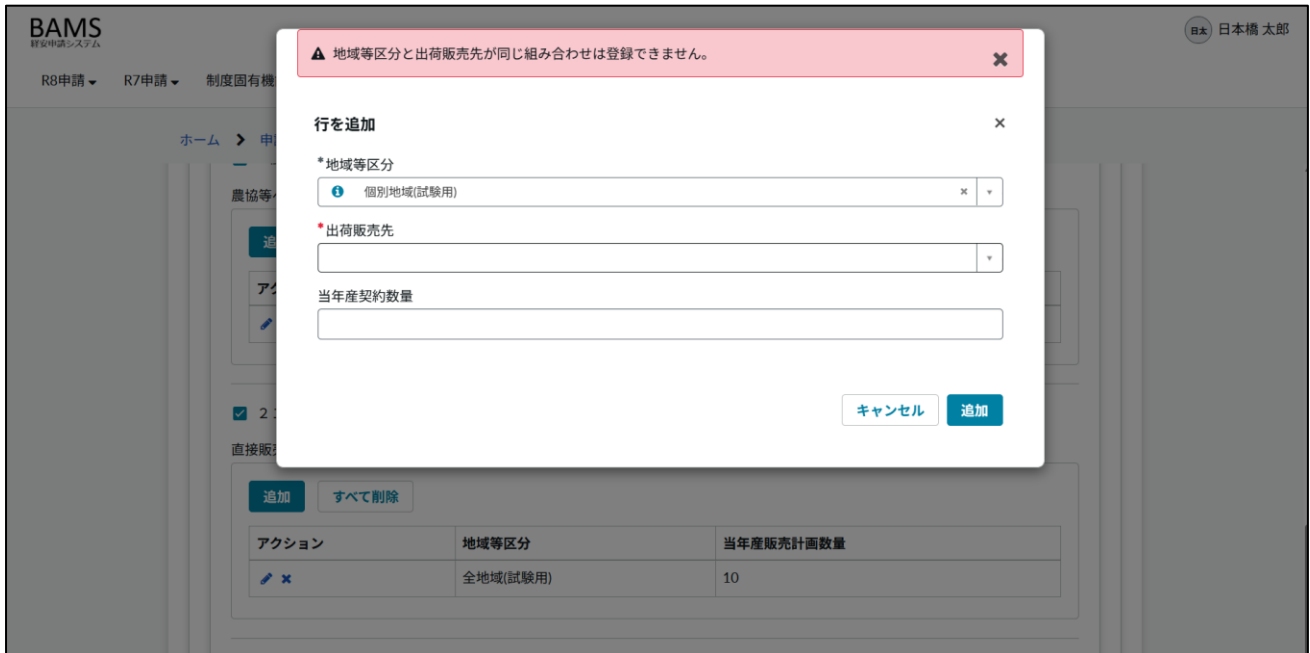 BAMS
経安申請システム
日太 日本橋 太郎
R8申請 R7申請 制度固有機
地域等区分と出荷販売先が同じ組み合わせは登録できません。
ホーム 申
行を追加
*地域等区分
個別地域(試験用)
*出荷販売先
当年産契約数量
キャンセル 追加
農協等
追
ア
2
直接販
追加 すべて削除
アクション 地域等区分 当年産販売計画数量
全地域(試験用) 10